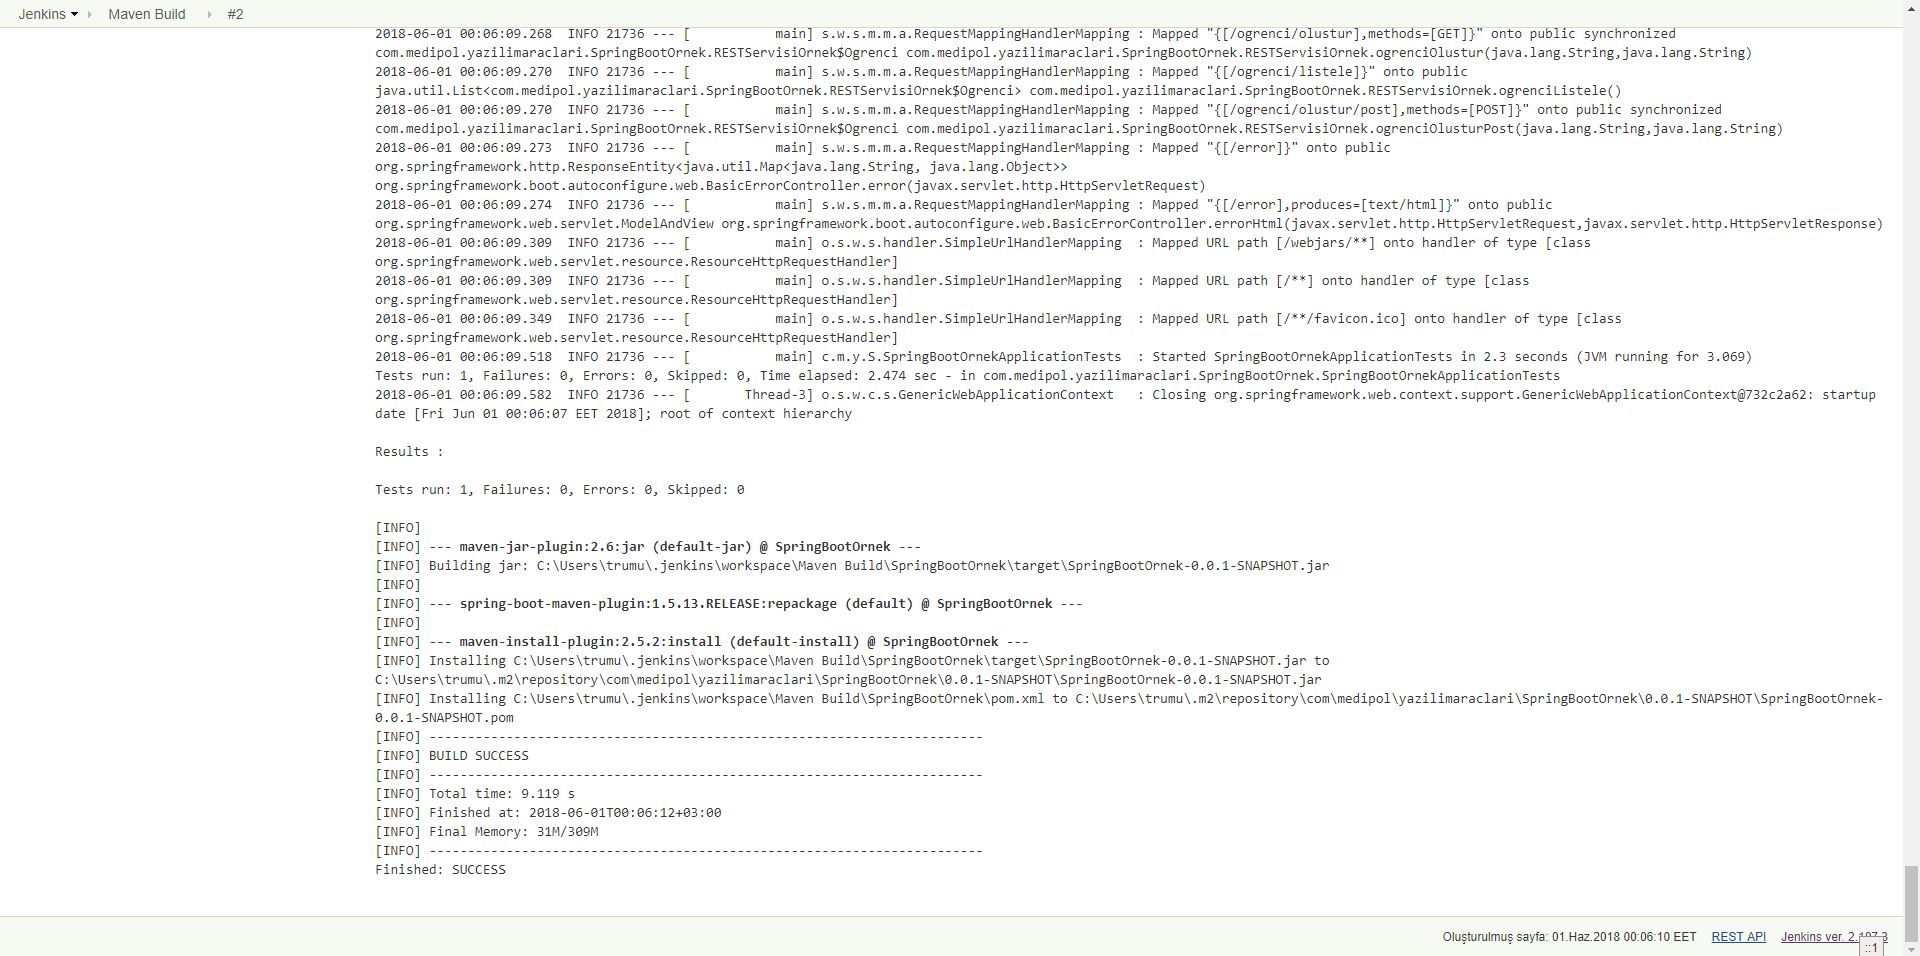 Jenkins Maven Build #2
2018-06-01 00:06:09.268  INFO 21736 --- [           main] s.w.s.m.m.a.RequestMappingHandlerMapping : Mapped "{[/ogrenci/olustur],methods=[GET]}" onto public synchronized
com.medipol.yazilimaraclari.SpringBootOrnek.RESTServisiOrnek$Ogrenci com.medipol.yazilimaraclari.SpringBootOrnek.RESTServisiOrnek.ogrenciOlustur(java.lang.String,java.lang.String)
2018-06-01 00:06:09.270  INFO 21736 --- [           main] s.w.s.m.m.a.RequestMappingHandlerMapping : Mapped "{[/ogrenci/listele]}" onto public
java.util.List<com.medipol.yazilimaraclari.SpringBootOrnek.RESTServisiOrnek$Ogrenci> com.medipol.yazilimaraclari.SpringBootOrnek.RESTServisiOrnek.ogrenciListele()
2018-06-01 00:06:09.270  INFO 21736 --- [           main] s.w.s.m.m.a.RequestMappingHandlerMapping : Mapped "{[/ogrenci/olustur/post],methods=[POST]}" onto public synchronized
com.medipol.yazilimaraclari.SpringBootOrnek.RESTServisiOrnek$Ogrenci com.medipol.yazilimaraclari.SpringBootOrnek.RESTServisiOrnek.ogrenciOlusturPost(java.lang.String,java.lang.String)
2018-06-01 00:06:09.273  INFO 21736 --- [           main] s.w.s.m.m.a.RequestMappingHandlerMapping : Mapped "{[/error]}" onto public
org.springframework.http.ResponseEntity<java.util.Map<java.lang.String, java.lang.Object>>
org.springframework.boot.autoconfigure.web.BasicErrorController.error(javax.servlet.http.HttpServletRequest)
2018-06-01 00:06:09.274  INFO 21736 --- [           main] s.w.s.m.m.a.RequestMappingHandlerMapping : Mapped "{[/error],produces=[text/html]}" onto public
org.springframework.web.servlet.ModelAndView org.springframework.boot.autoconfigure.web.BasicErrorController.errorHtml(javax.servlet.http.HttpServletRequest,javax.servlet.http.HttpServletResponse)
2018-06-01 00:06:09.309  INFO 21736 --- [           main] o.s.w.s.handler.SimpleUrlHandlerMapping  : Mapped URL path [/webjars/**] onto handler of type [class
org.springframework.web.servlet.resource.ResourceHttpRequestHandler]
2018-06-01 00:06:09.309  INFO 21736 --- [           main] o.s.w.s.handler.SimpleUrlHandlerMapping  : Mapped URL path [/**] onto handler of type [class
org.springframework.web.servlet.resource.ResourceHttpRequestHandler]
2018-06-01 00:06:09.349  INFO 21736 --- [           main] o.s.w.s.handler.SimpleUrlHandlerMapping  : Mapped URL path [/**/favicon.ico] onto handler of type [class
org.springframework.web.servlet.resource.ResourceHttpRequestHandler]
2018-06-01 00:06:09.518  INFO 21736 --- [           main] c.m.y.S.SpringBootOrnekApplicationTests  : Started SpringBootOrnekApplicationTests in 2.3 seconds (JVM running for 3.069)
Tests run: 1, Failures: 0, Errors: 0, Skipped: 0, Time elapsed: 2.474 sec - in com.medipol.yazilimaraclari.SpringBootOrnek.SpringBootOrnekApplicationTests
2018-06-01 00:06:09.582  INFO 21736 --- [       Thread-3] o.s.w.c.s.GenericWebApplicationContext   : Closing org.springframework.web.context.support.GenericWebApplicationContext@732c2a62: startup
date [Fri Jun 01 00:06:07 EET 2018]; root of context hierarchy
Results :
Tests run: 1, Failures: 0, Errors: 0, Skipped: 0
[INFO]
[INFO] --- maven-jar-plugin:2.6:jar (default-jar) @ SpringBootOrnek ---
[INFO] Building jar: C:\Users\trumu\.jenkins\workspace\Maven Build\SpringBootOrnek\target\SpringBootOrnek-0.0.1-SNAPSHOT.jar
[INFO]
[INFO] --- spring-boot-maven-plugin:1.5.13.RELEASE:repackage (default) @ SpringBootOrnek ---
[INFO]
[INFO] --- maven-install-plugin:2.5.2:install (default-install) @ SpringBootOrnek ---
[INFO] Installing C:\Users\trumu\.jenkins\workspace\Maven Build\SpringBootOrnek\target\SpringBootOrnek-0.0.1-SNAPSHOT.jar to
C:\Users\trumu\.m2\repository\com\medipol\yazilimaraclari\SpringBootOrnek\0.0.1-SNAPSHOT\SpringBootOrnek-0.0.1-SNAPSHOT.jar
[INFO] Installing C:\Users\trumu\.jenkins\workspace\Maven Build\SpringBootOrnek\pom.xml to C:\Users\trumu\.m2\repository\com\medipol\yazilimaraclari\SpringBootOrnek\0.0.1-SNAPSHOT\SpringBootOrnek-
0.0.1-SNAPSHOT.pom
[INFO] ------------------------------------------------------------------------
[INFO] BUILD SUCCESS
[INFO] ------------------------------------------------------------------------
[INFO] Total time: 9.119 s
[INFO] Finished at: 2018-06-01T00:06:12+03:00
[INFO] Final Memory: 31M/309M
[INFO] ------------------------------------------------------------------------
Finished: SUCCESS
Oluşturulmuş sayfa: 01.Haz.2018 00:06:10 EET REST API Jenkins ver.
::1